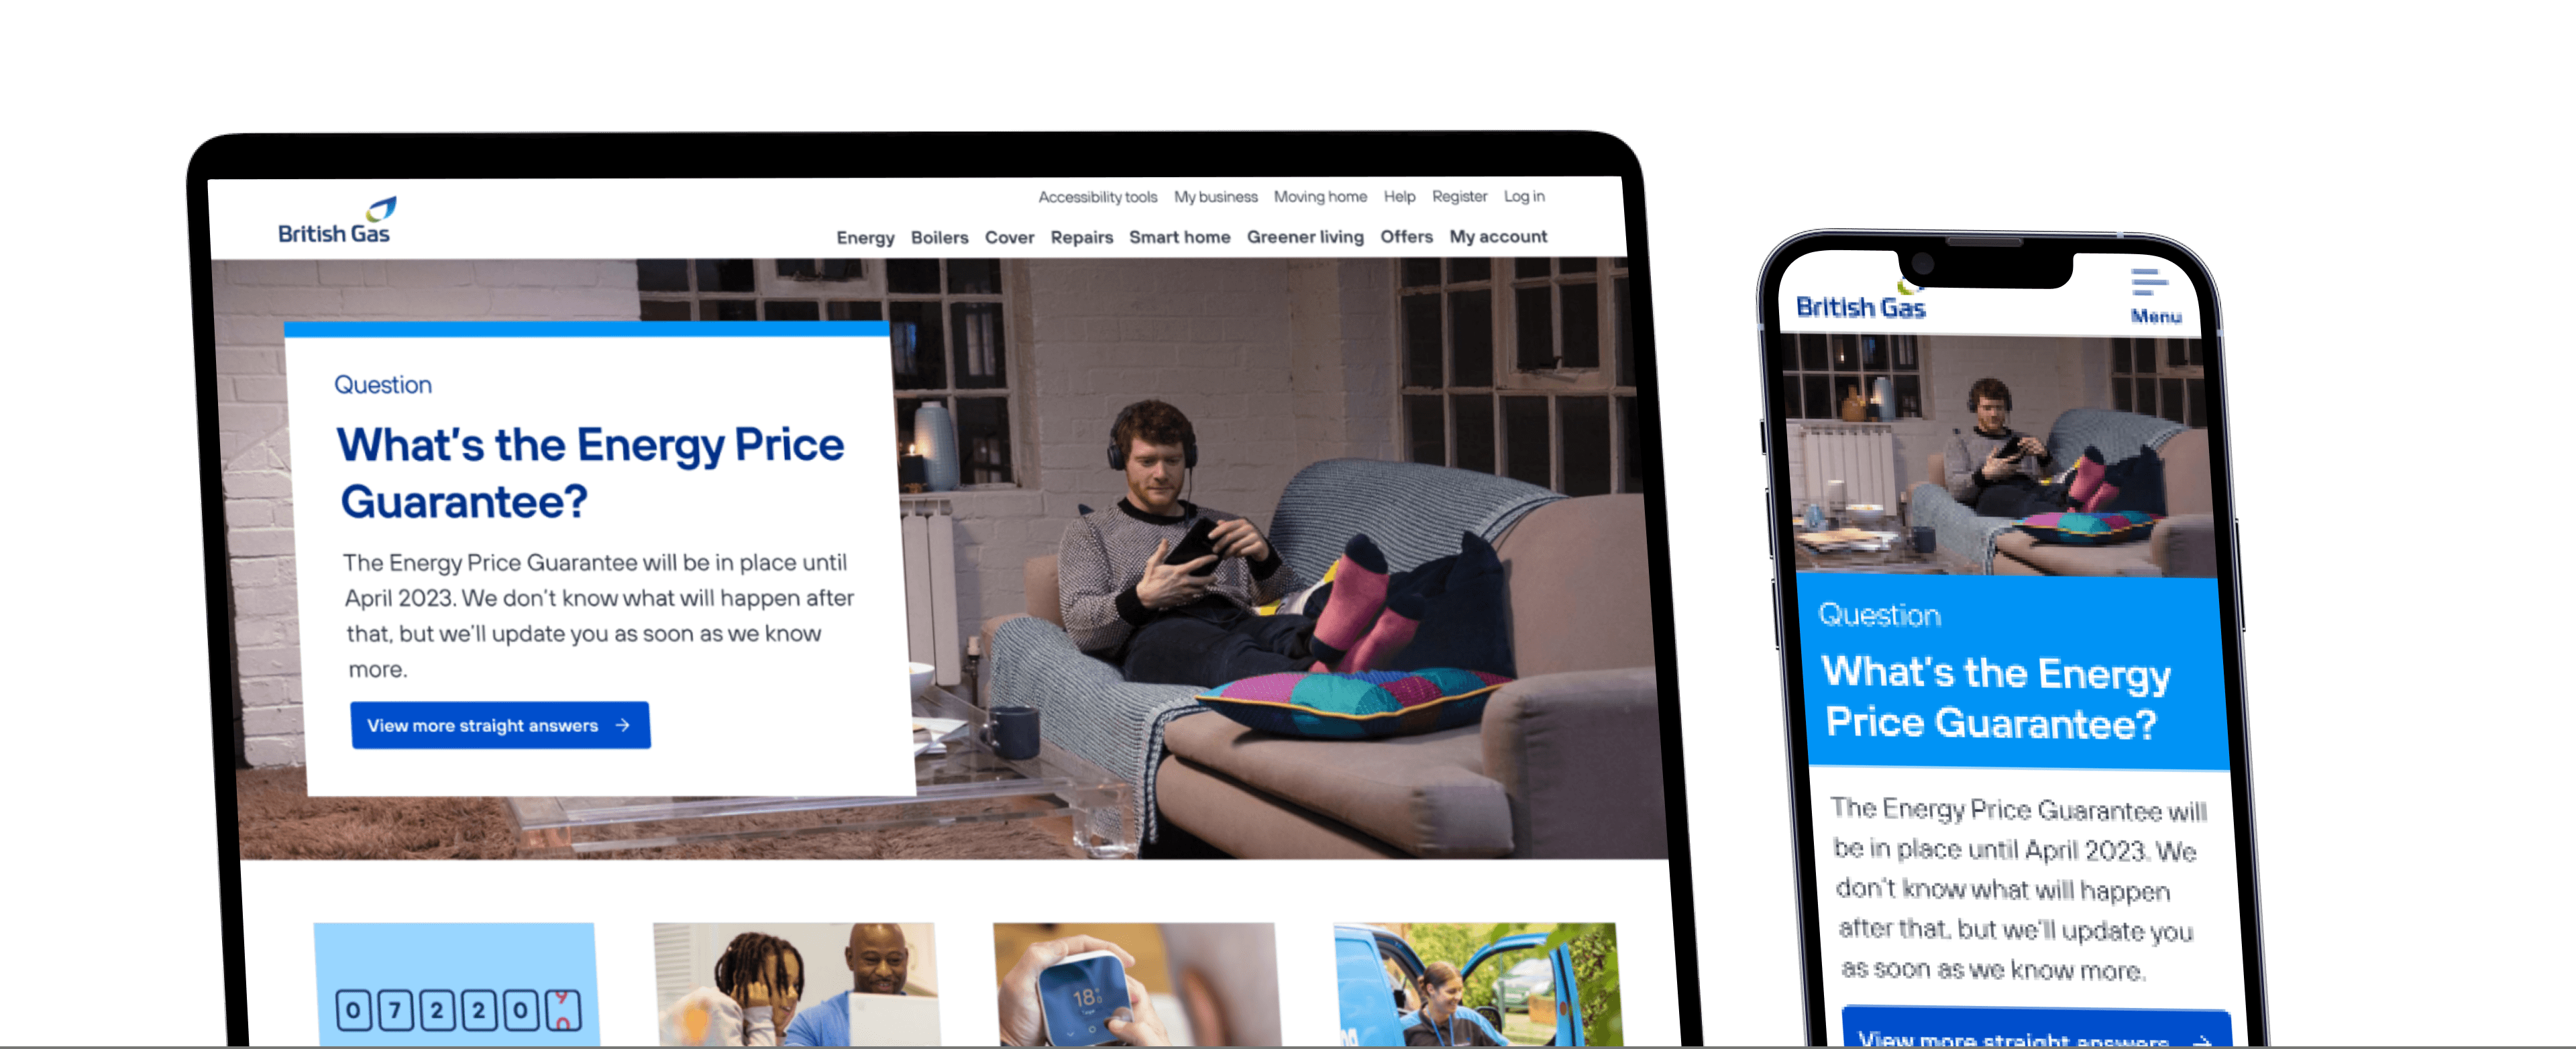 British Gas
Accessibility tools My business Moving home Help Register Log in
Energy Boilers Cover Repairs Smart home Greener living Offers My account
Question
What's the Energy Price
Guarantee?
The Energy Price Guarantee will be in place until
April 2023. We don't know what will happen after
that, but we'll update you as soon as we know
more.
View more straight answers →
0 7 2 2 0
18
British Gas
Menu
Question
What's the Energy
Price Guarantee?
The Energy Price Guarantee will
be in place until April 2023. We
don't know what will happen
after that, but we'll update you
as soon as we know more.
View more straight answers →